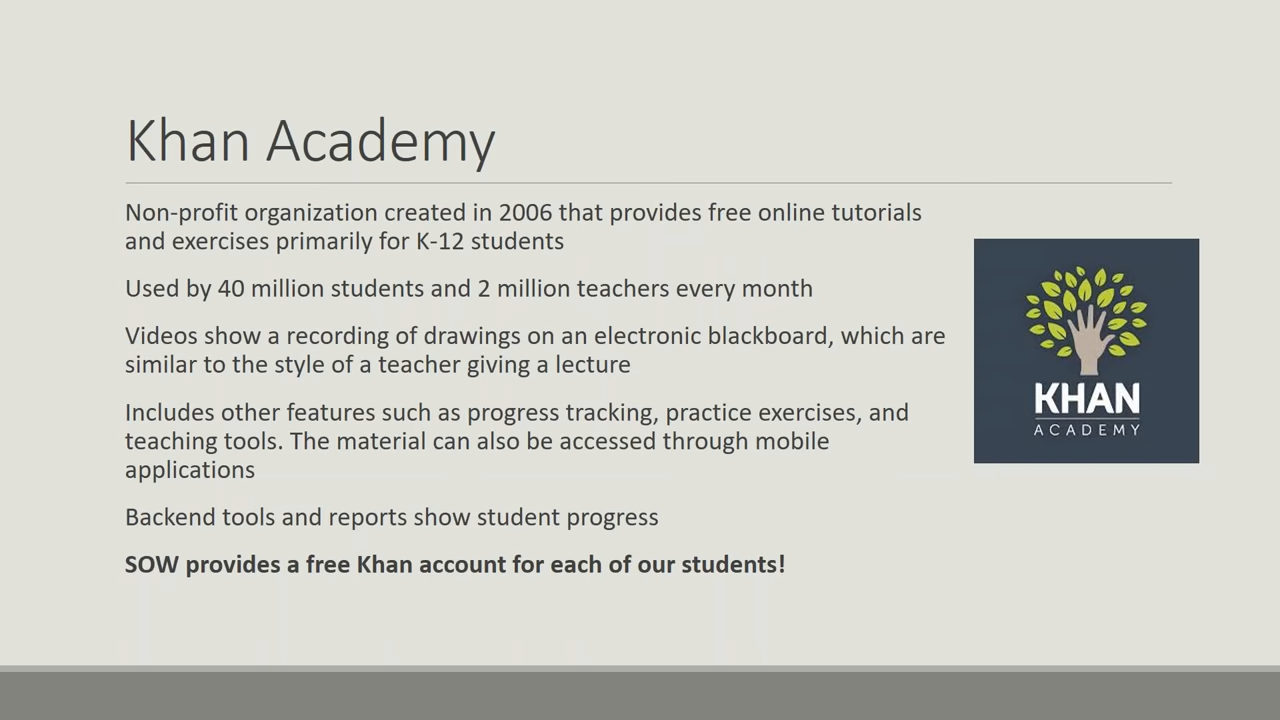 Khan Academy
Non-profit organization created in 2006 that provides free online tutorials
and exercises primarily for K-12 students
Used by 40 million students and 2 million teachers every month
Videos show a recording of drawings on an electronic blackboard, which are
similar to the style of a teacher giving a lecture
Includes other features such as progress tracking, practice exercises, and
teaching tools. The material can also be accessed through mobile
applications
Backend tools and reports show student progress
SOW provides a free Khan account for each of our students!
KHAN
ACADEMY